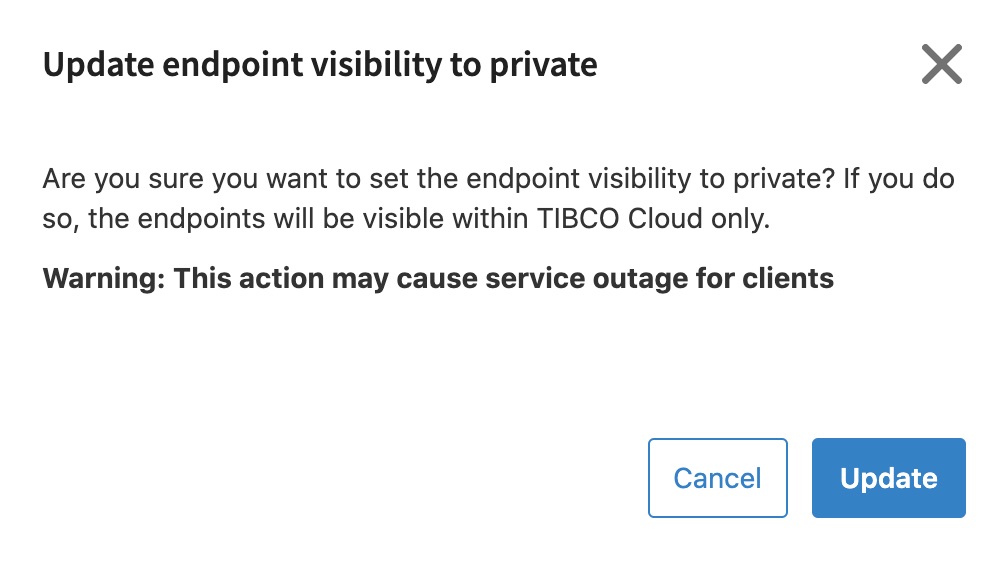 Update endpoint visibility to private
Are you sure you want to set the endpoint visibility to private? If you do
so, the endpoints will be visible within TIBCO Cloud only.
Warning: This action may cause service outage for clients
Cancel
Update